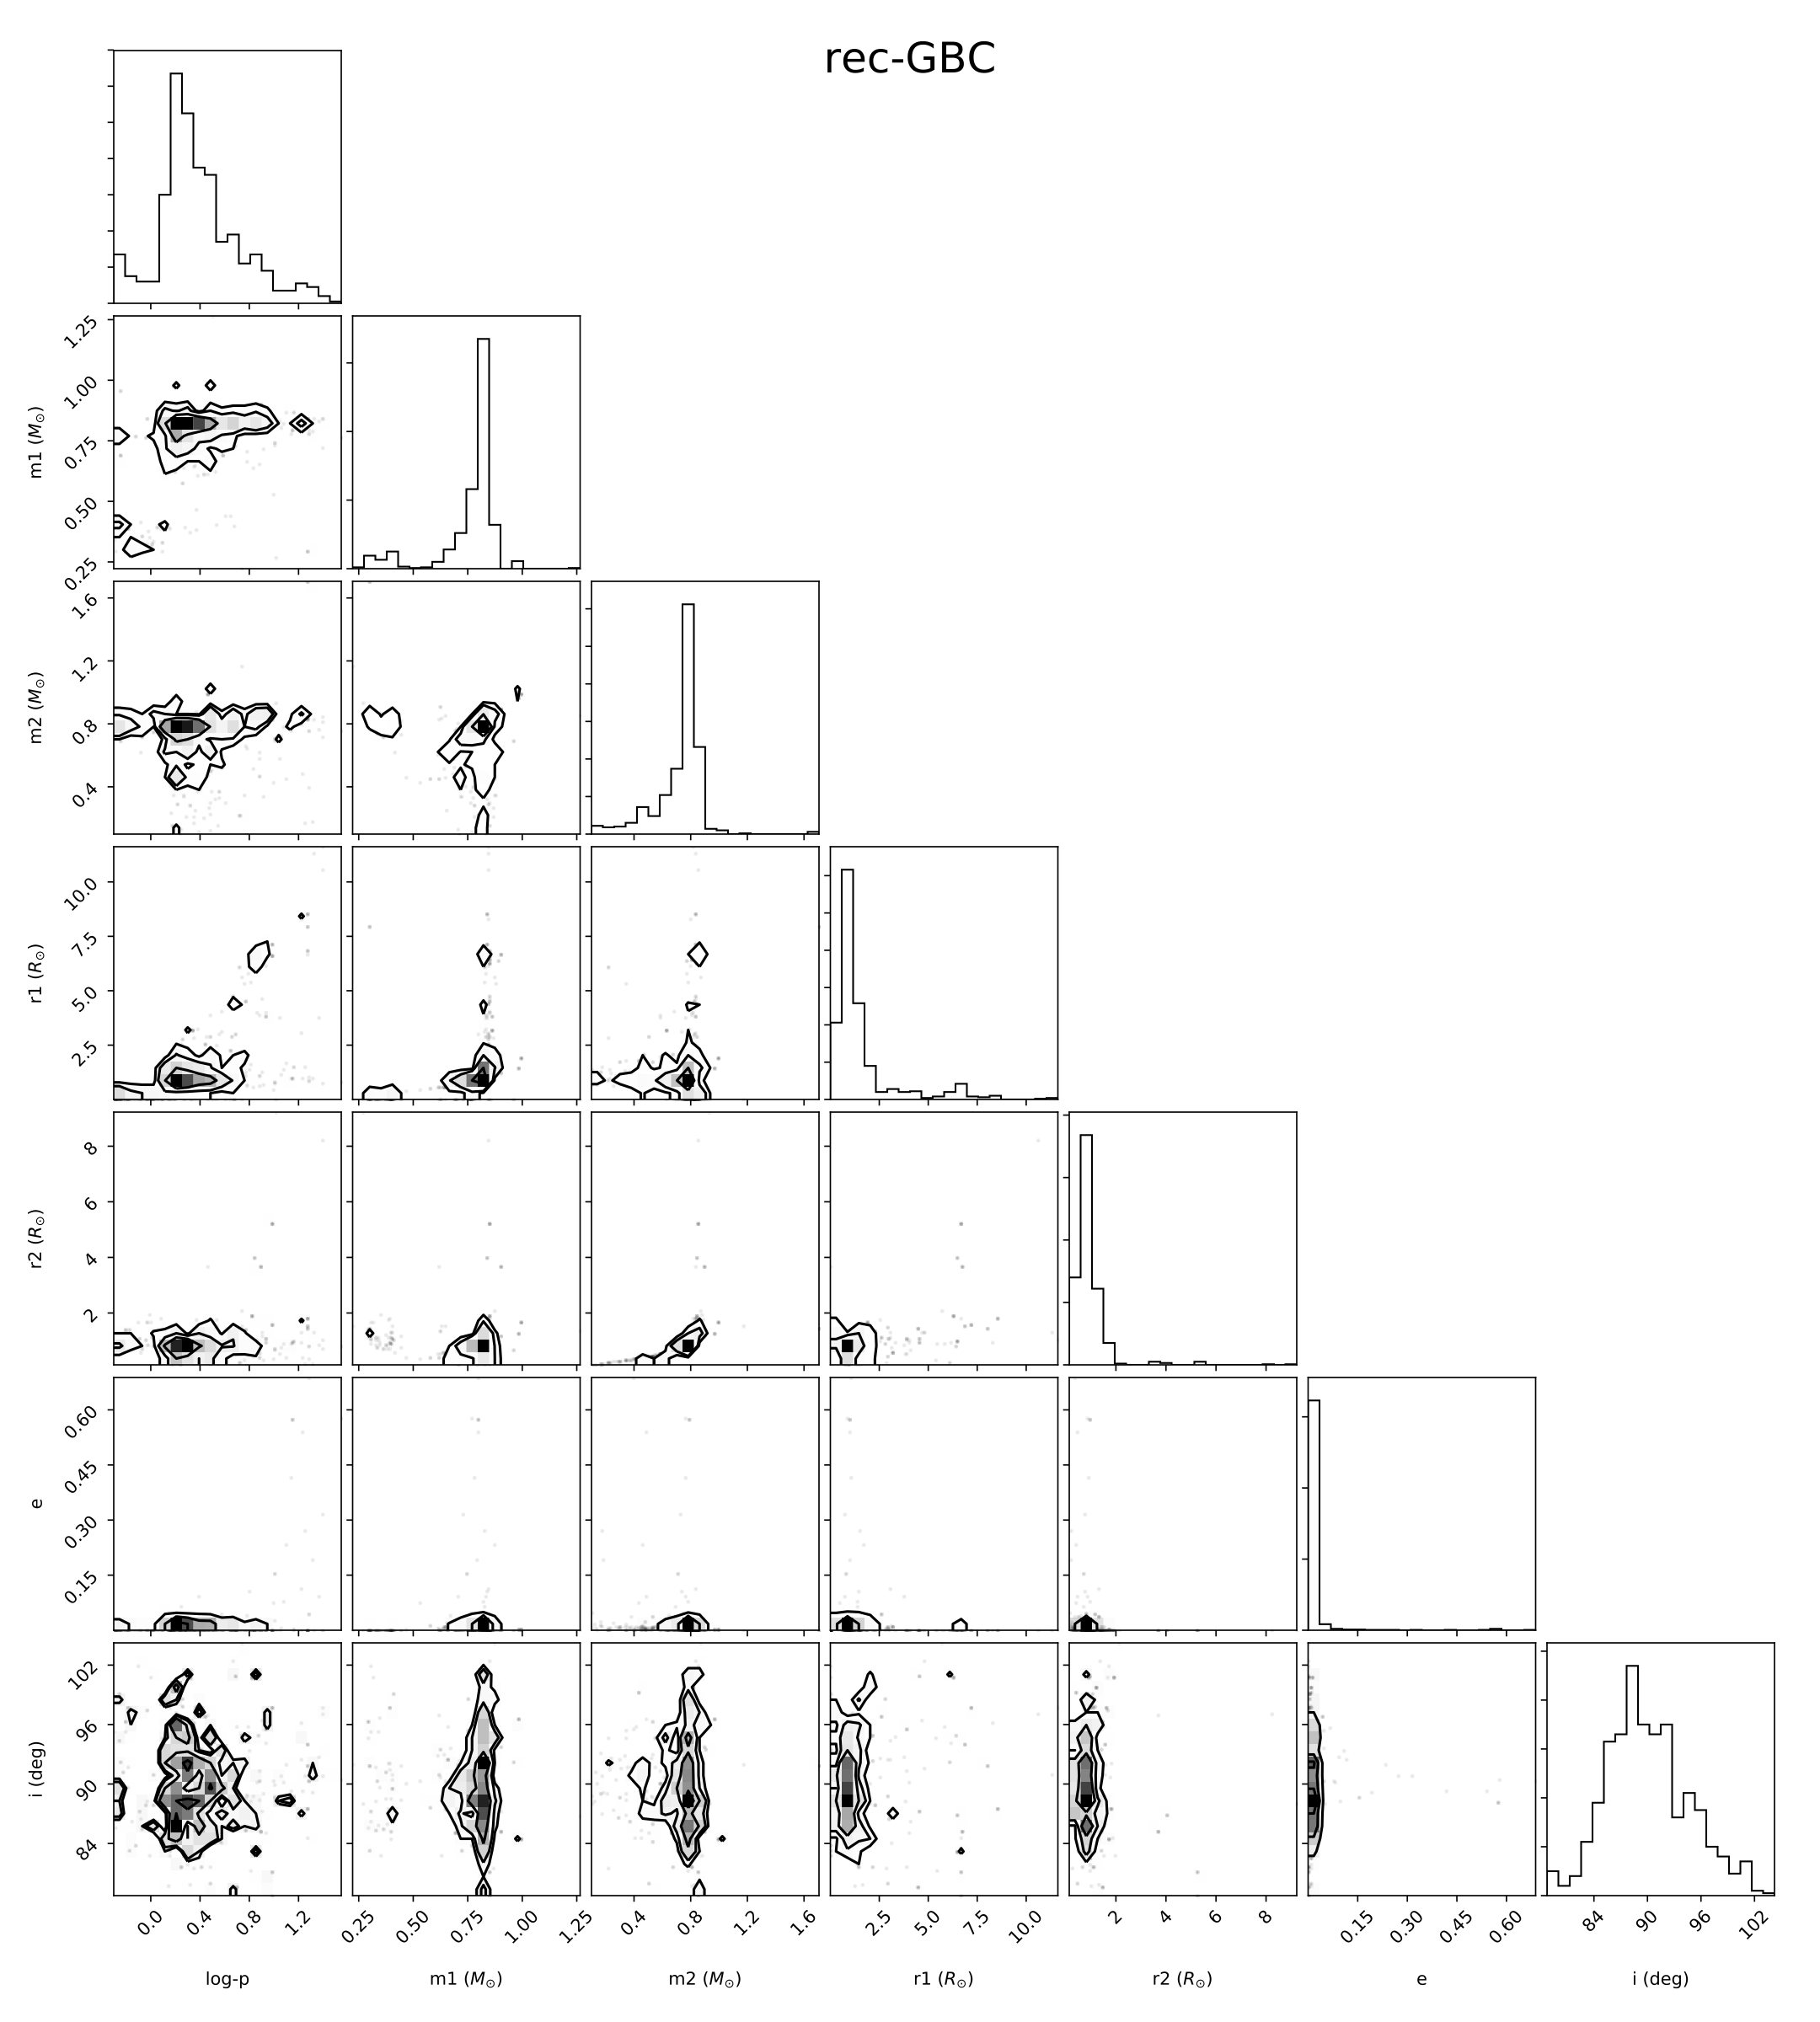 rec-GBC
m1 (M⊙)
1.25
1.00
0.75
0.50
0.25
m2 (M⊙)
1.6
1.2
0.8
0.4
r1 (R⊙)
10.0
7.5
5.0
2.5
r2 (R⊙)
8
6
4
2
e
0.60
0.45
0.30
0.15
i (deg)
102
96
90
84
0.0 0.4 0.8 1.2 0.25 0.50 0.75 1.00 1.25 0.4 0.8 1.2 1.6 2.5 5.0 7.5 10.0 2 4 6 8 0.15 0.30 0.45 0.60 84 90 96 102
log-p m1 (M⊙) m2 (M⊙) r1 (R⊙) r2 (R⊙) e i (deg)